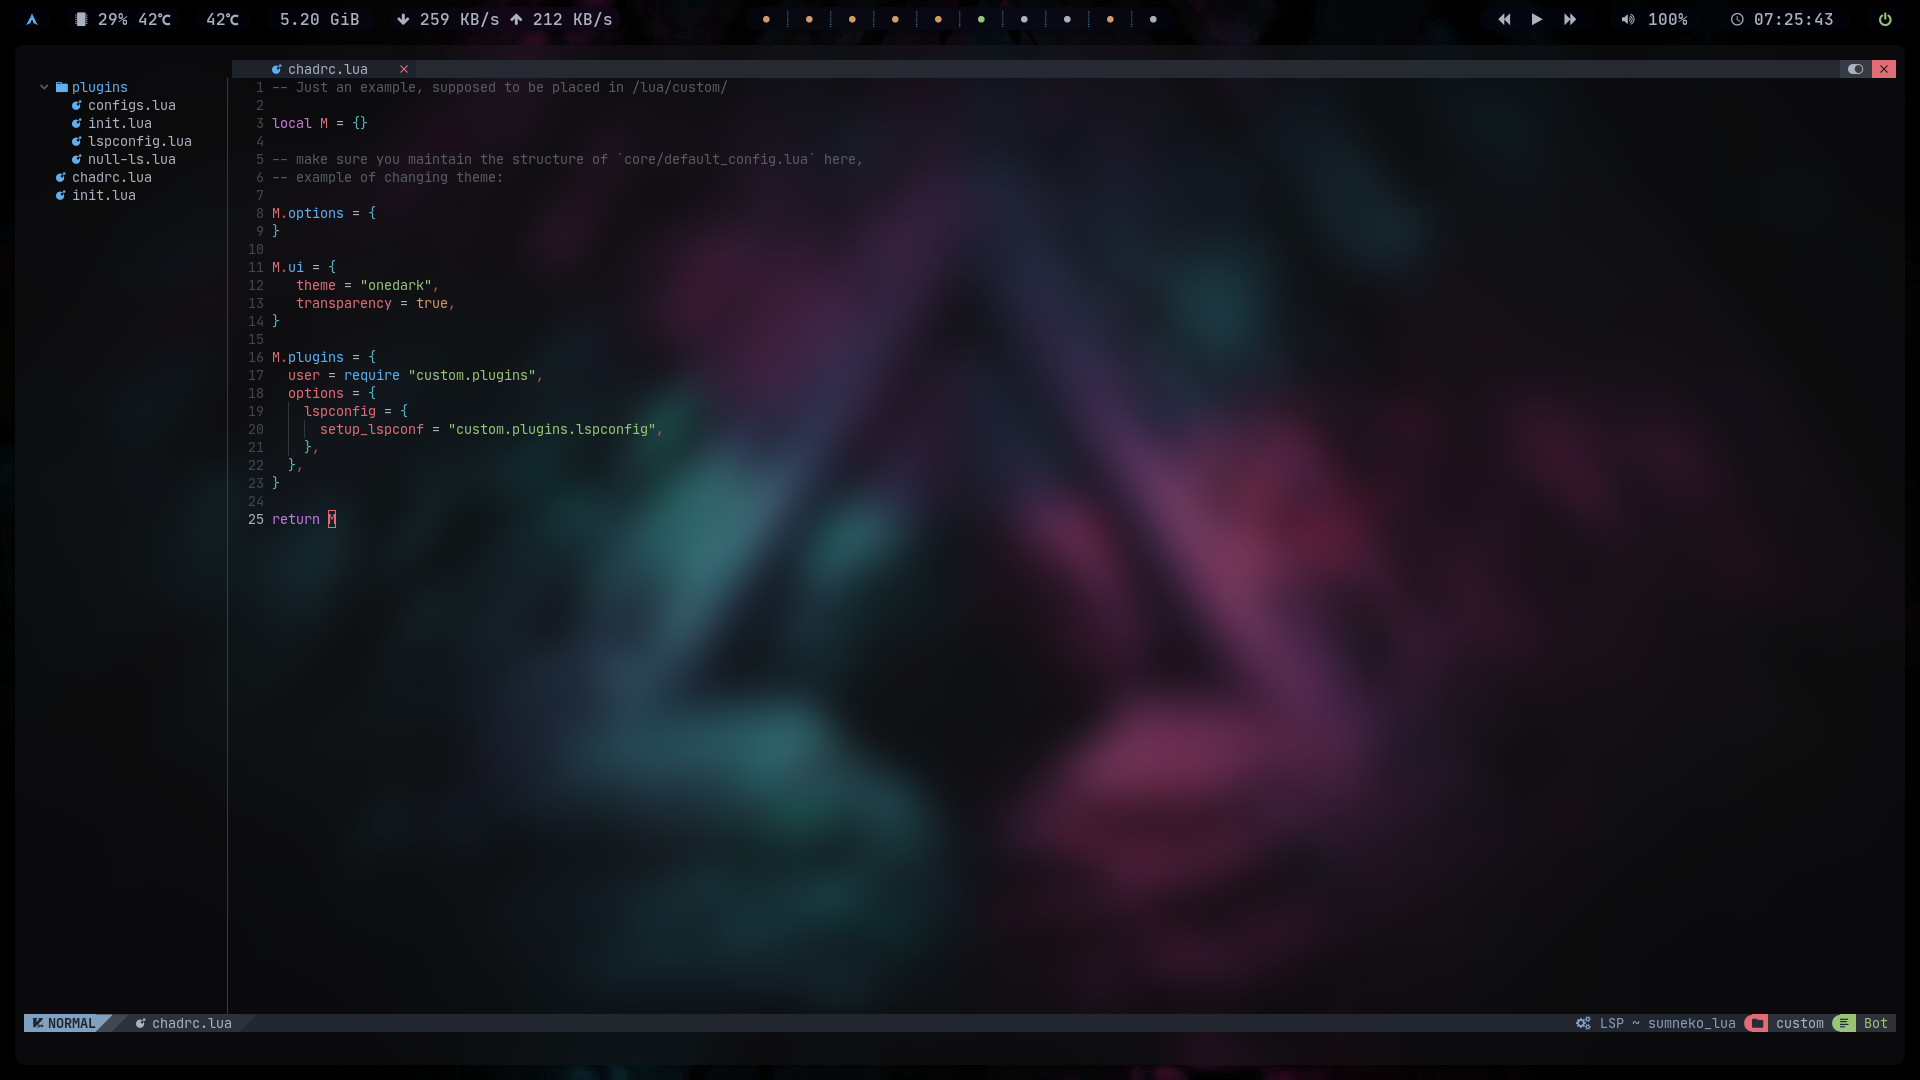 29% 42℃ 42℃ 5.20 GiB 259 KB/s 212 KB/s 100% 07:25:43
chadrc.lua
plugins
configs.lua
init.lua
lspconfig.lua
null-ls.lua
chadrc.lua
init.lua
1 -- Just an example, supposed to be placed in /lua/custom/
2
3 local M = {}
4
5 -- make sure you maintain the structure of `core/default_config.lua` here,
6 -- example of changing theme:
7
8 M.options = {
9 }
10
11 M.ui = {
12    theme = "onedark",
13    transparency = true,
14 }
15
16 M.plugins = {
17   user = require "custom.plugins",
18   options = {
19     lspconfig = {
20       setup_lspconf = "custom.plugins.lspconfig",
21     },
22   },
23 }
24
25 return M
NORMAL chadrc.lua LSP ~ sumneko_lua custom Bot